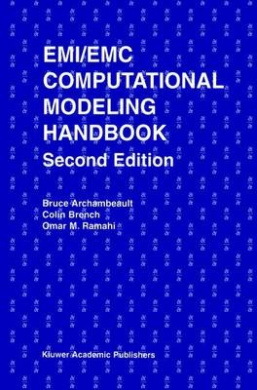 EMI/EMC
COMPUTATIONAL
MODELING
HANDBOOK
Second Edition
Bruce Archambeault
Colin Brench
Omar M. Ramahi
Kluwer Academic Publishers